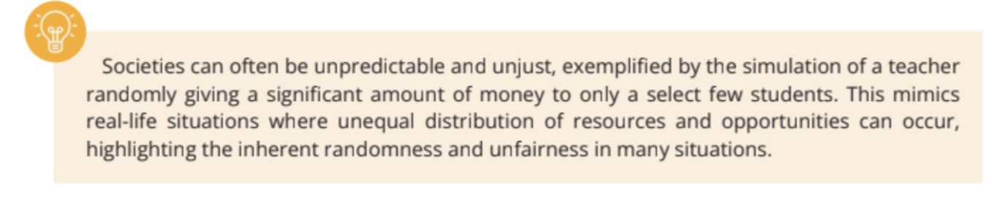 Societies can often be unpredictable and unjust, exemplified by the simulation of a teacher
randomly giving a significant amount of money to only a select few students. This mimics
real-life situations where unequal distribution of resources and opportunities can occur,
highlighting the inherent randomness and unfairness in many situations.